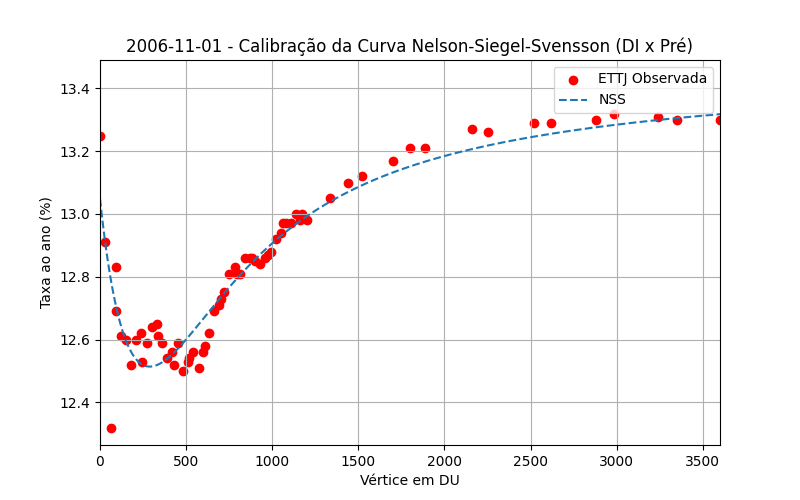 2006-11-01 - Calibração da Curva Nelson-Siegel-Svensson (DI x Pré)
ETTJ Observada
NSS
Taxa ao ano (%)
13.4
13.2
13.0
12.8
12.6
12.4
0 500 1000 1500 2000 2500 3000 3500
Vértice em DU